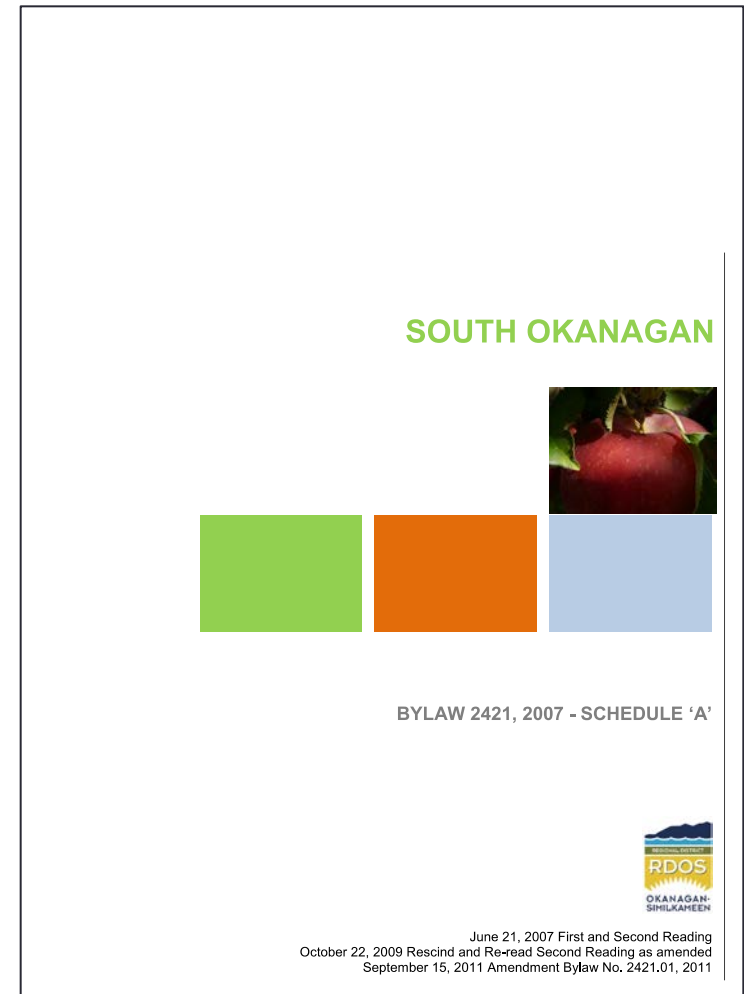 SOUTH OKANAGAN
BYLAW 2421, 2007 - SCHEDULE ‘A’
REGIONAL DISTRICT
RDOS
OKANAGAN-
SIMILKAMEEN
June 21, 2007 First and Second Reading
October 22, 2009 Rescind and Re-read Second Reading as amended
September 15, 2011 Amendment Bylaw No. 2421.01, 2011